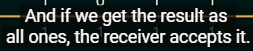 And if we get the result as
all ones, the receiver accepts it.